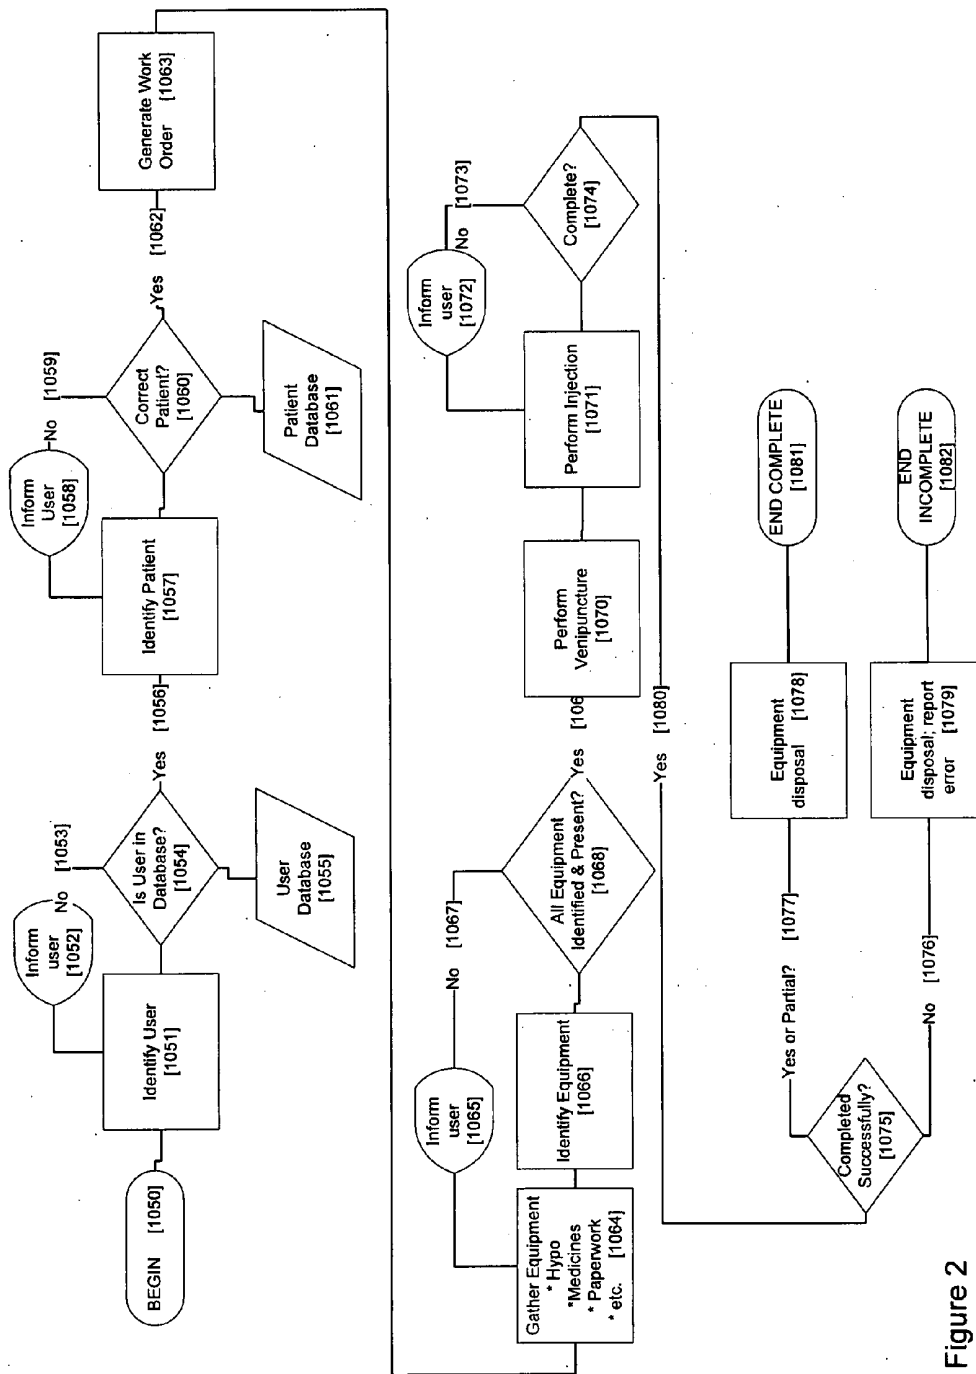 BEGIN [1050]
Identify User
[1051]
Inform
user
[1052]
No
[1053]
Is User in
Database?
[1054]
User
Database
[1055]
Yes
[1056]
Identify Patient
[1057]
Inform
User
[1058]
No
[1059]
Correct
Patient?
[1060]
Patient
Database
[1061]
Yes
[1062]
Generate Work
Order [1063]
Gather Equipment
* Hypo
*Medicines
* Paperwork
* etc. [1064]
Inform
user
[1065]
Identify Equipment
[1066]
No
[1067]
All Equipment
Identified & Present?
[1068]
Yes
Perform
Venipuncture
[1070]
Perform Injection
[1071]
Inform
user
[1072]
No
[1073]
Complete?
[1074]
Yes
[1080]
Completed
Successfully?
[1075]
Yes or Partial?
[1077]
Equipment
disposal [1078]
END COMPLETE
[1081]
No
[1076]
Equipment
disposal; report
error [1079]
END
INCOMPLETE
[1082]
Figure 2